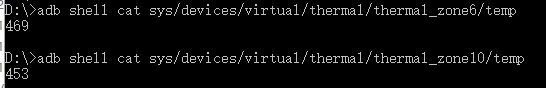 D:\>adb shell cat sys/devices/virtual/thermal/thermal_zone6/temp
469
D:\>adb shell cat sys/devices/virtual/thermal/thermal_zone10/temp
453